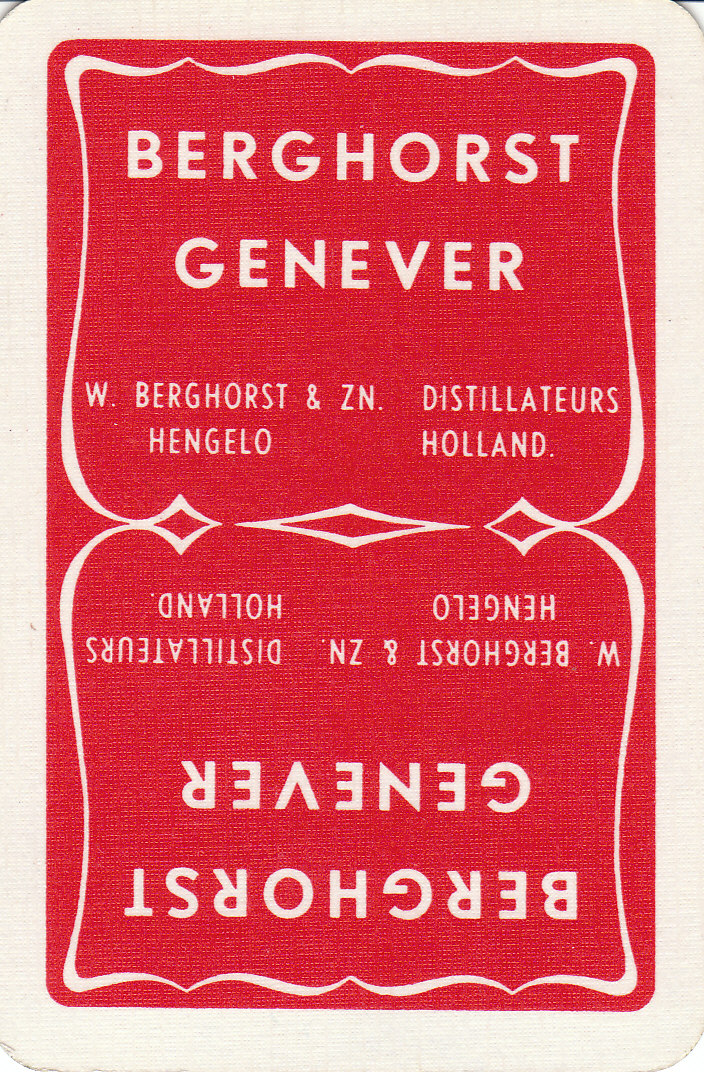 BERGHORST
GENEVER
W. BERGHORST & ZN. DISTILLATEURS
HENGELO HOLLAND.
BERGHORST
GENEVER
W. BERGHORST & ZN. DISTILLATEURS
HENGELO HOLLAND.